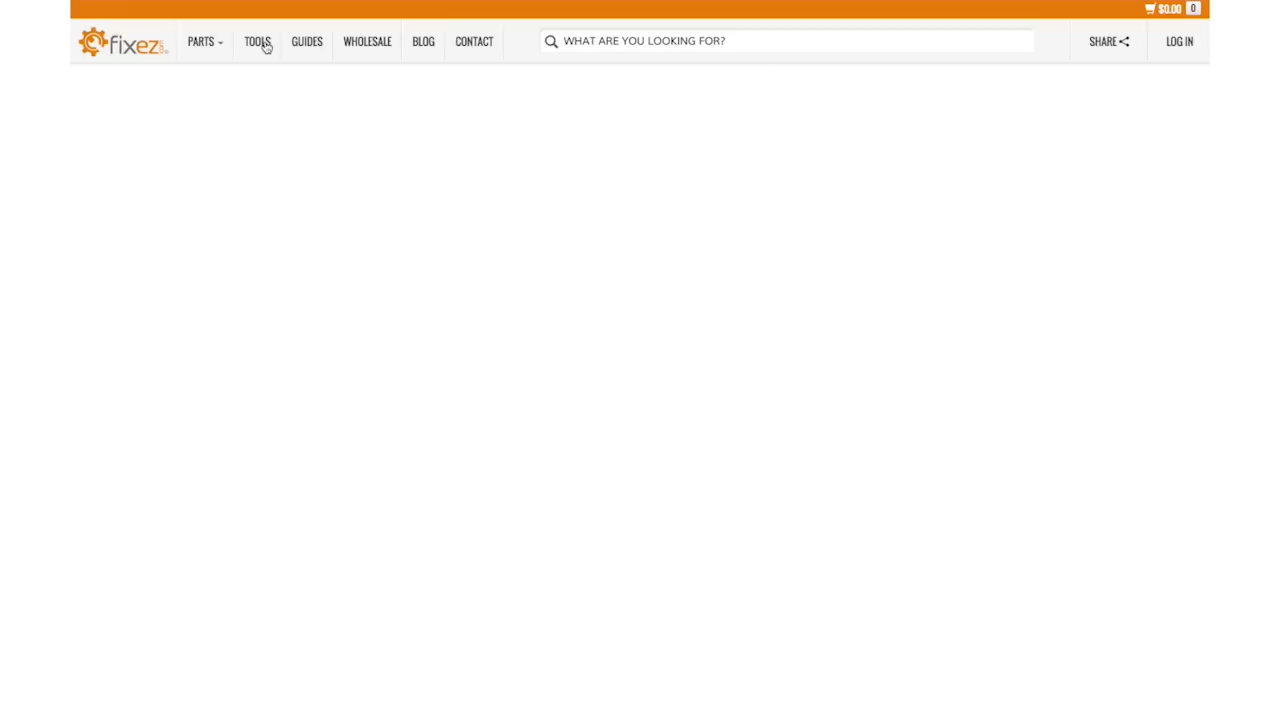 $0.00 0
fixez
PARTS TOOLS GUIDES WHOLESALE BLOG CONTACT WHAT ARE YOU LOOKING FOR? SHARE LOG IN